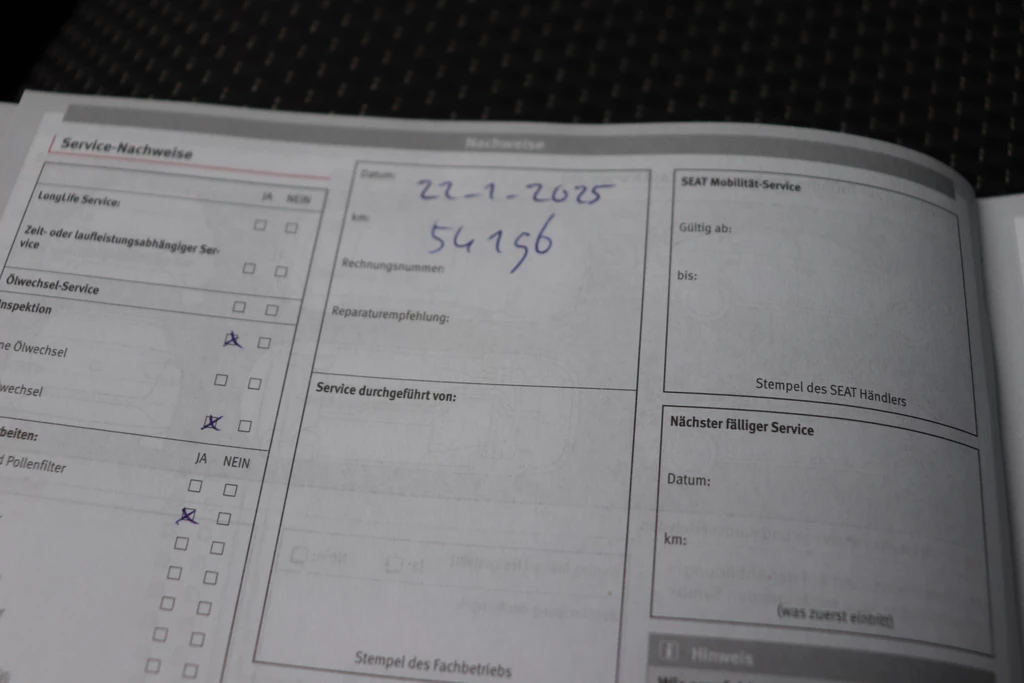 Nachweise
Service-Nachweise
JA NEIN
LongLife Service:
Zeit- oder laufleistungsabhängiger Ser-
vice
Ölwechsel-Service
nspektion
ne Ölwechsel
wechsel
beiten:
JA NEIN
d Pollenfilter
Datum: 22-1-2025
km: 54196
Rechnungsnummer:
Reparaturempfehlung:
Service durchgeführt von:
Stempel des Fachbetriebs
SEAT Mobilität-Service
Gültig ab:
bis:
Stempel des SEAT Händlers
Nächster fälliger Service
Datum:
km:
(was zuerst eintritt)
i Hinweis